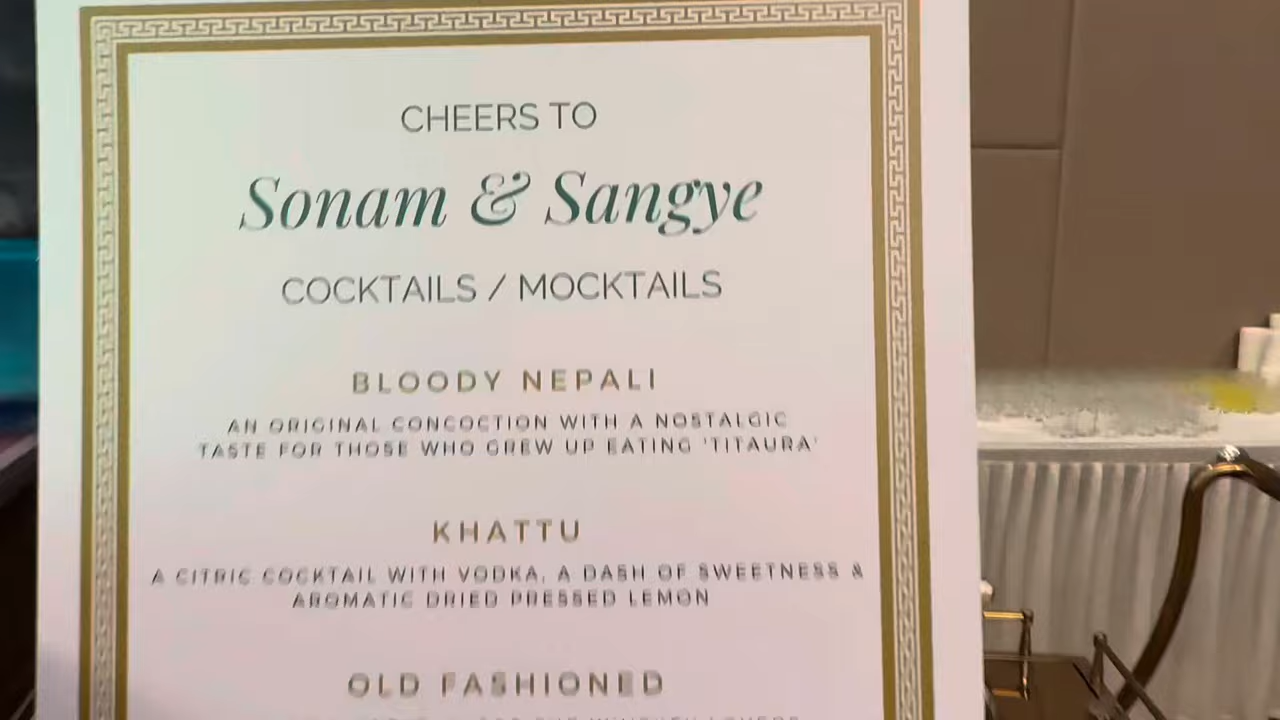 CHEERS TO
Sonam & Sangye
COCKTAILS / MOCKTAILS
BLOODY NEPALI
AN ORIGINAL CONCOCTION WITH A NOSTALGIC
TASTE FOR THOSE WHO GREW UP EATING 'TITAURA'
KHATTU
A CITRIC COCKTAIL WITH VODKA, A DASH OF SWEETNESS &
AROMATIC DRIED PRESSED LEMON
OLD FASHIONED